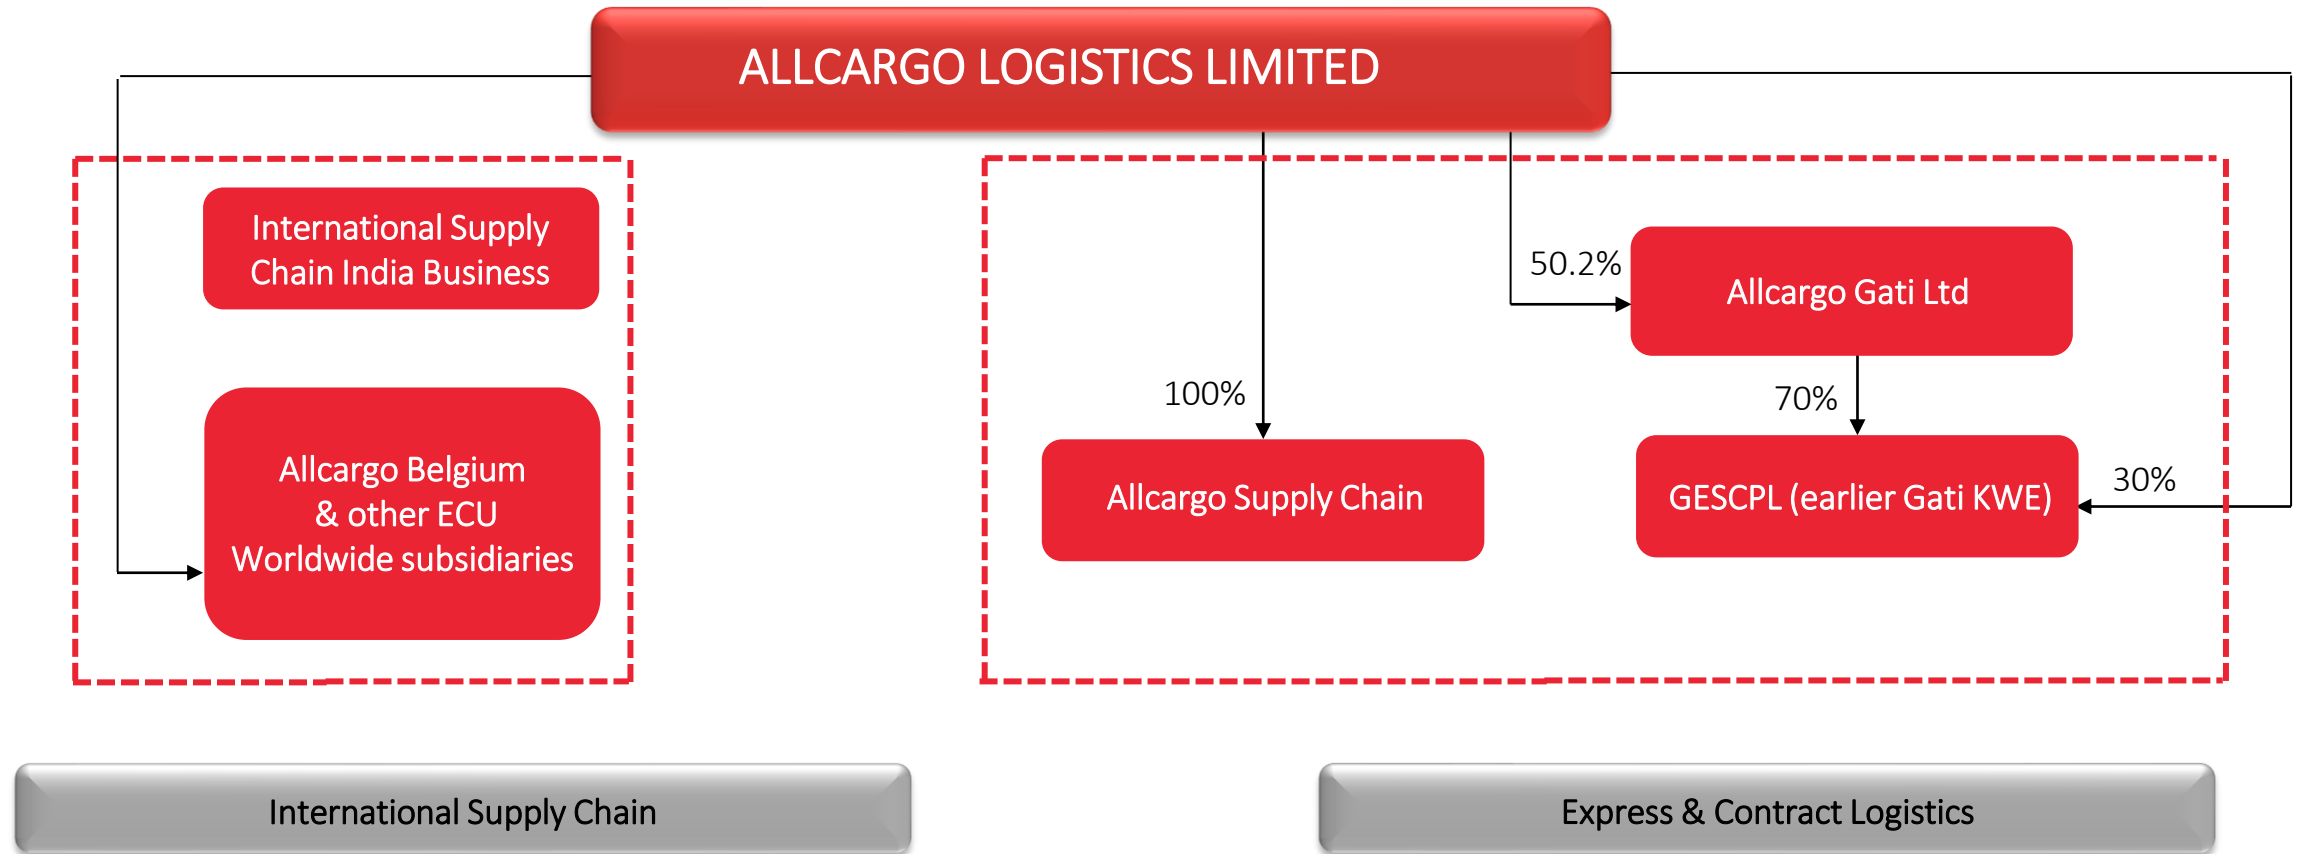 ALLCARGO LOGISTICS LIMITED
International Supply
Chain India Business
Allcargo Belgium
& other ECU
Worldwide subsidiaries
100%
Allcargo Supply Chain
50.2%
Allcargo Gati Ltd
70%
GESCPL (earlier Gati KWE)
30%
International Supply Chain
Express & Contract Logistics